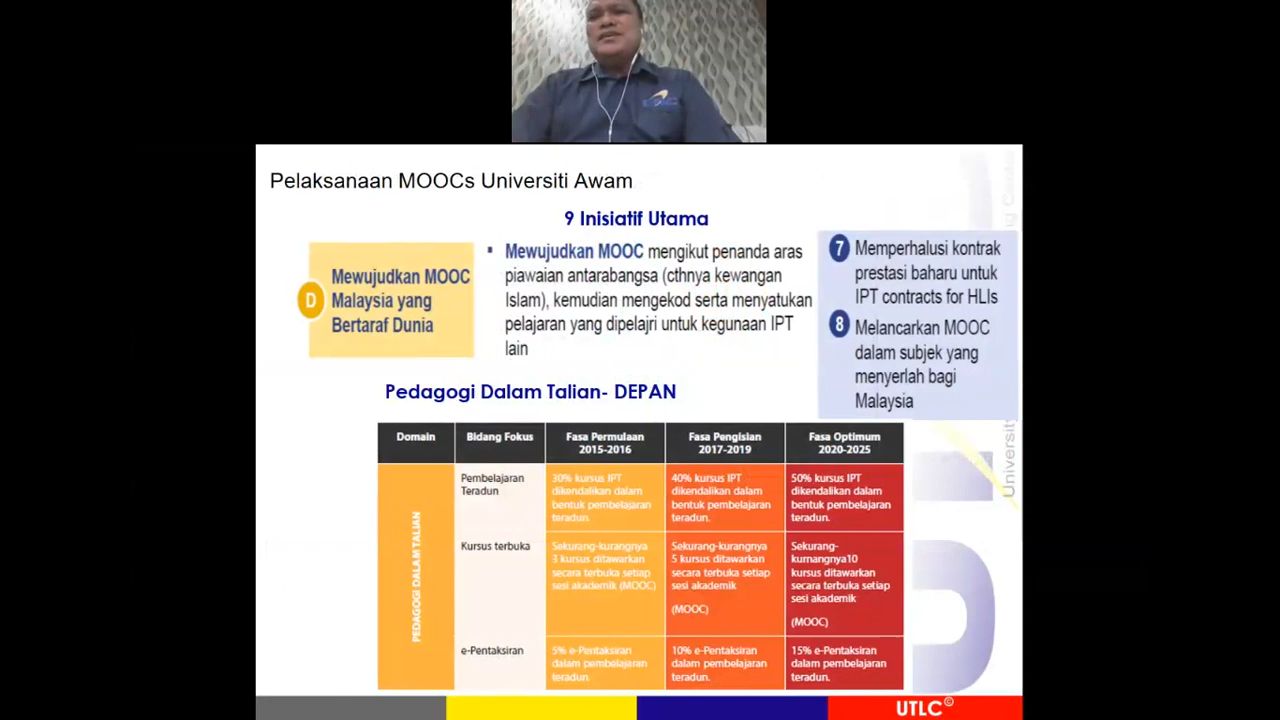 Pelaksanaan MOOCs Universiti Awam
9 Inisiatif Utama
D
Mewujudkan MOOC
Malaysia yang
Bertaraf Dunia
▪ Mewujudkan MOOC mengikut penanda aras
piawaian antarabangsa (cthnya kewangan
Islam), kemudian mengekod serta menyatukan
pelajaran yang dipelajri untuk kegunaan IPT
lain
7 Memperhalusi kontrak
prestasi baharu untuk
IPT contracts for HLIs
8 Melancarkan MOOC
dalam subjek yang
menyerlah bagi
Malaysia
Pedagogi Dalam Talian- DEPAN
Domain
Bidang Fokus
Fasa Permulaan
2015-2016
Fasa Pengisian
2017-2019
Fasa Optimum
2020-2025
PEDAGOGI DALAM TALIAN
Pembelajaran
Teradun
30% kursus IPT
dikendalikan dalam
bentuk pembelajaran
teradun.
40% kursus IPT
dikendalikan dalam
bentuk pembelajaran
teradun.
50% kursus IPT
dikendalikan dalam
bentuk pembelajaran
teradun.
Kursus terbuka
Sekurang-kurangnya
3 kursus ditawarkan
secara terbuka setiap
sesi akademik (MOOC)
Sekurang-kurangnya
5 kursus ditawarkan
secara terbuka setiap
sesi akademik
(MOOC)
Sekurang-
kurnangnya10
kursus ditawarkan
secara terbuka setiap
sesi akademik
(MOOC)
e-Pentaksiran
5% e-Pentaksiran
dalam pembelajaran
teradun.
10% e-Pentaksiran
dalam pembelajaran
teradun.
15% e-Pentaksiran
dalam pembelajaran
teradun.
University
UTLC©